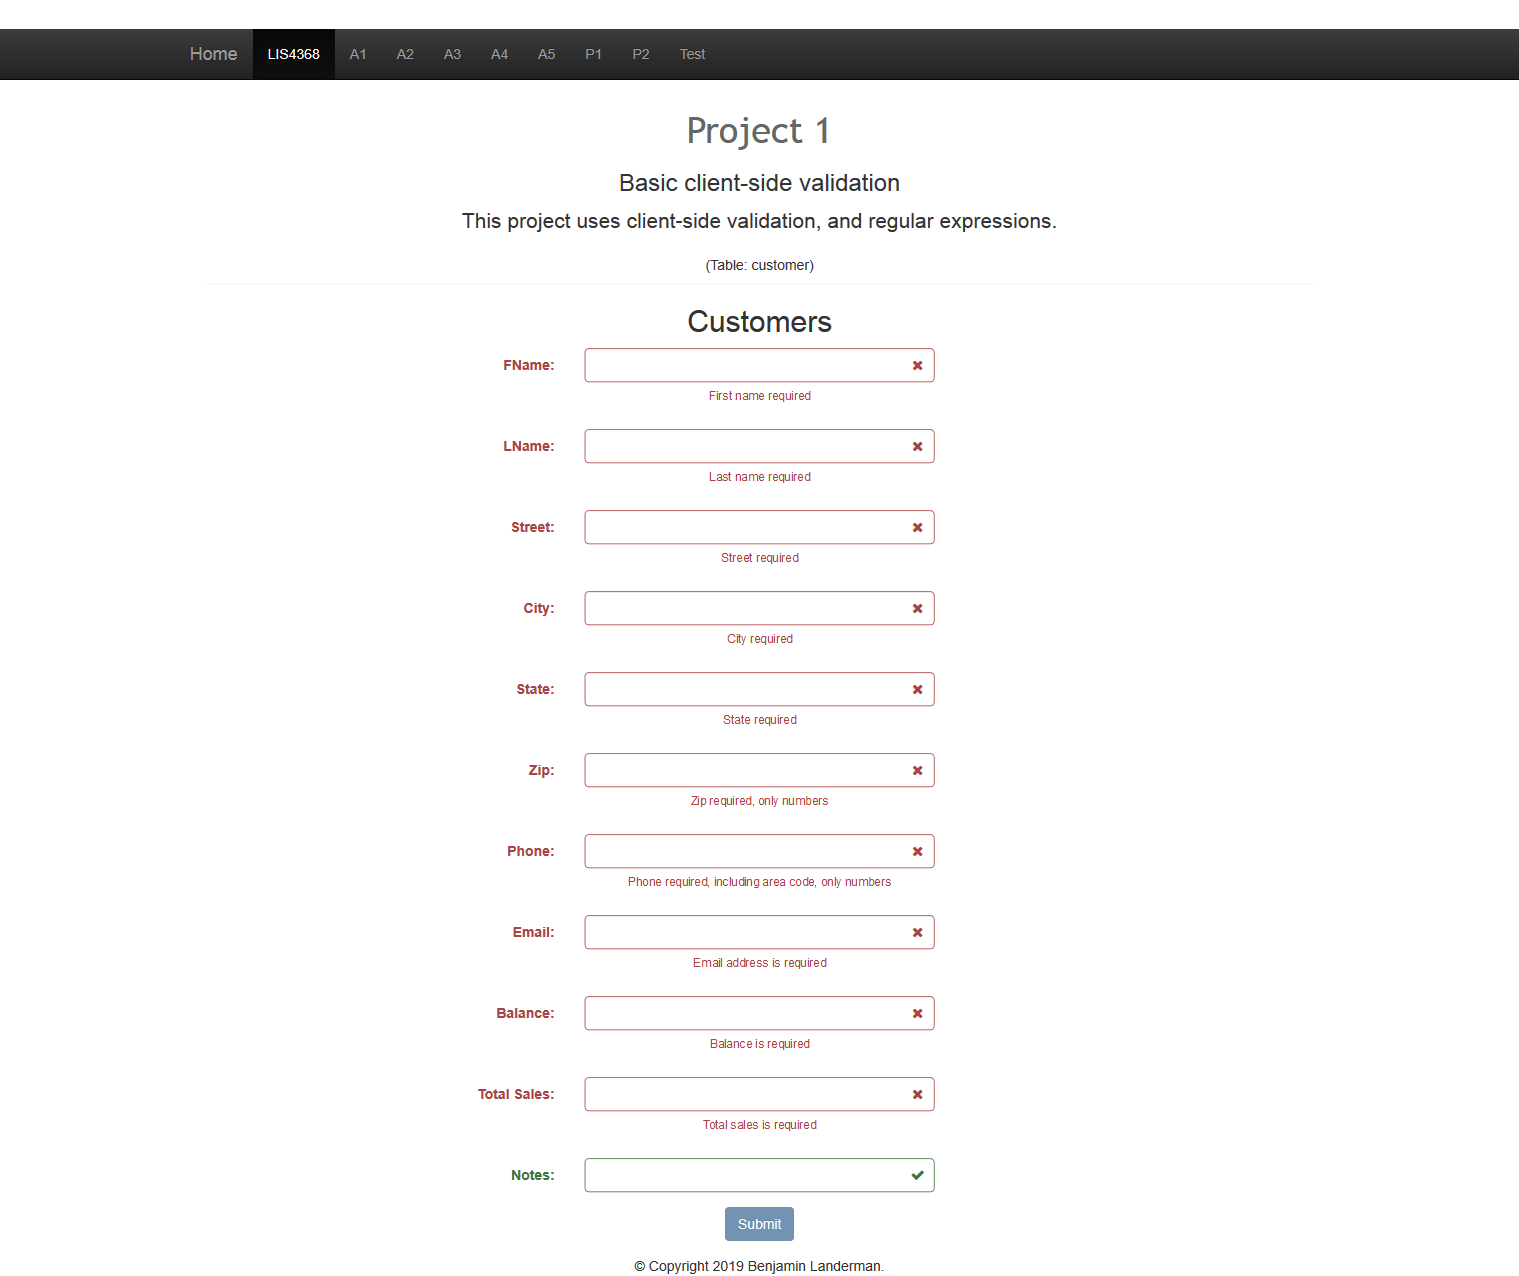 Home LIS4368 A1 A2 A3 A4 A5 P1 P2 Test
Project 1
Basic client-side validation
This project uses client-side validation, and regular expressions.
(Table: customer)
Customers
FName:
First name required
LName:
Last name required
Street:
Street required
City:
City required
State:
State required
Zip:
Zip required, only numbers
Phone:
Phone required, including area code, only numbers
Email:
Email address is required
Balance:
Balance is required
Total Sales:
Total sales is required
Notes:
Submit
© Copyright 2019 Benjamin Landerman.